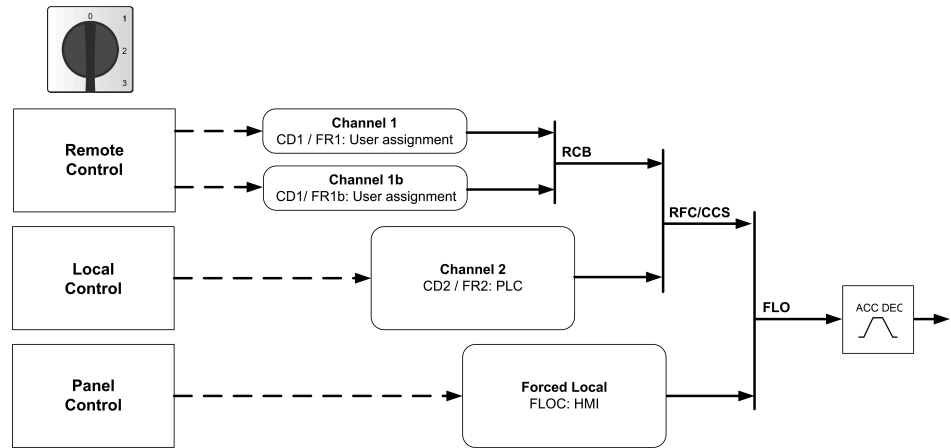 0
1
2
3
Remote
Control
Channel 1
CD1 / FR1: User assignment
Channel 1b
CD1/ FR1b: User assignment
RCB
RFC/CCS
Local
Control
Channel 2
CD2 / FR2: PLC
FLO
ACC DEC
Panel
Control
Forced Local
FLOC: HMI